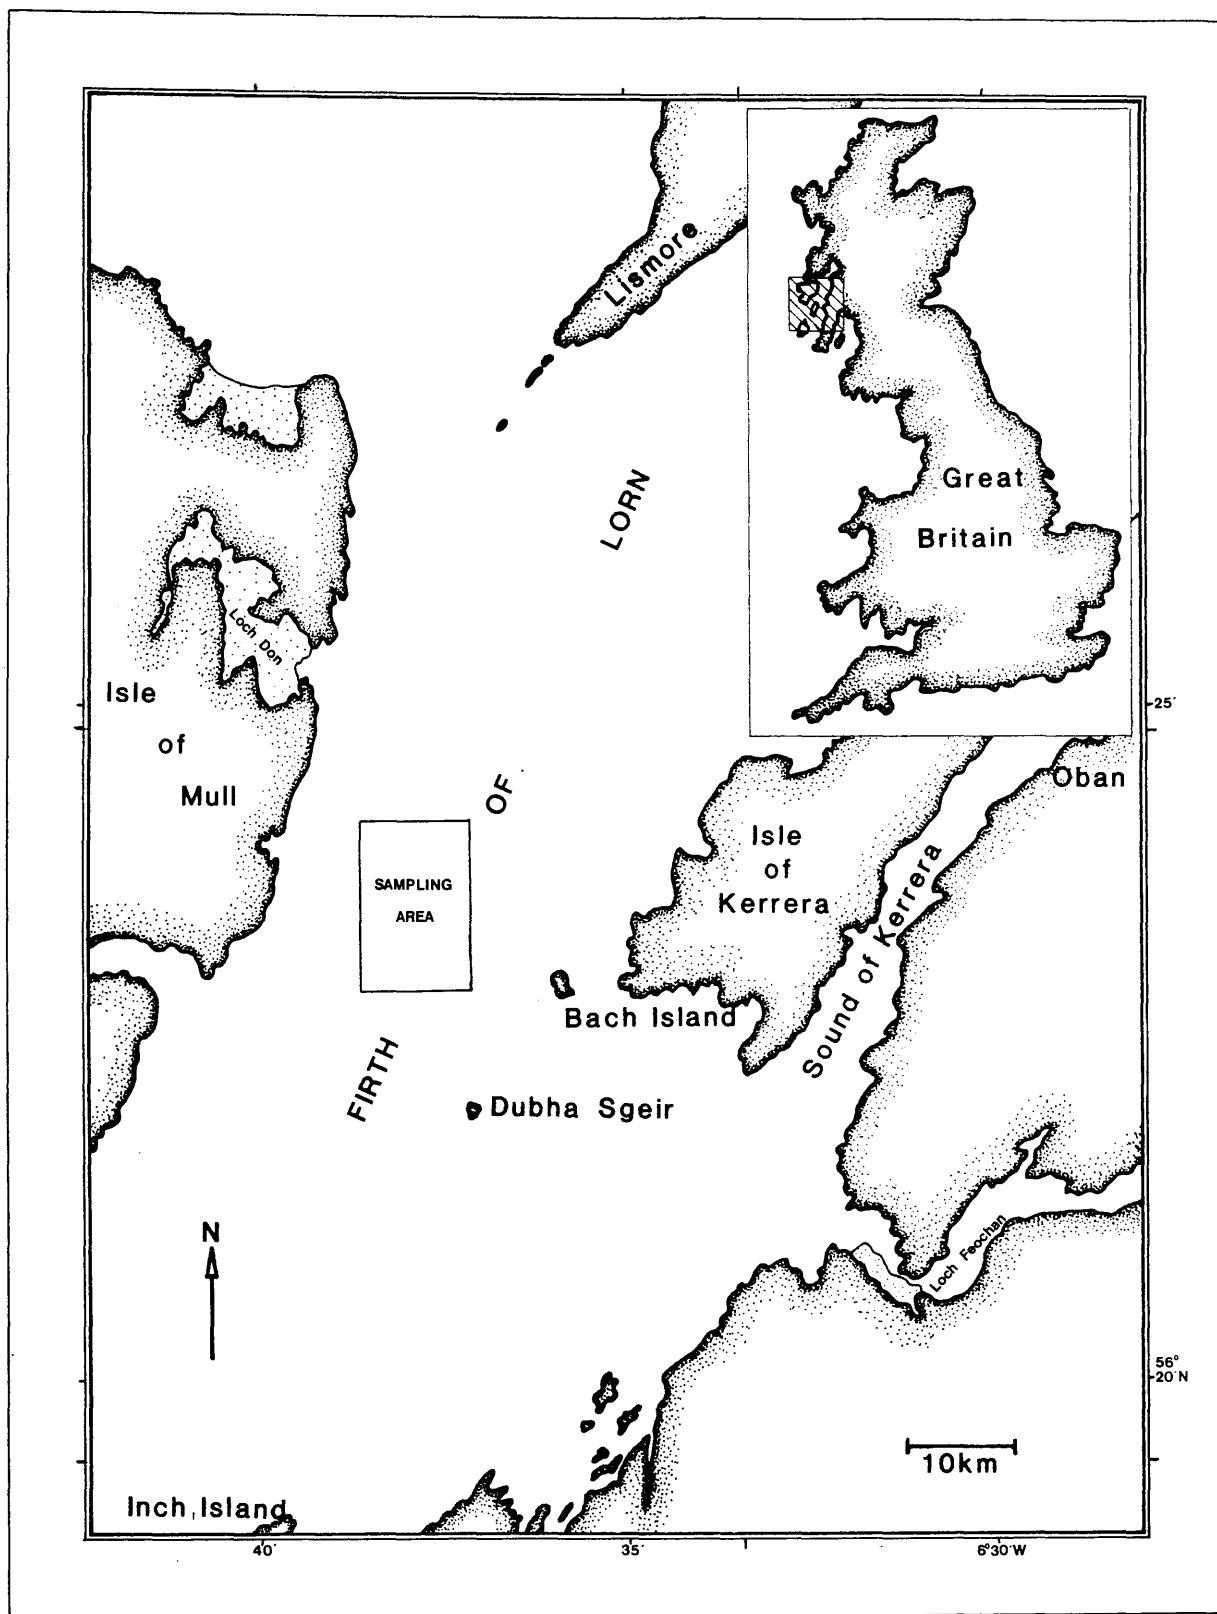 Lismore
Great
Britain
LORN
Loch Don
Isle
of
Mull
25'
Oban
OF
Isle
of
Kerrera
SAMPLING
AREA
Sound of Kerrera
Bach Island
FIRTH
Dubha Sgeir
N
Loch Feochan
56°
20'N
10km
Inch Island
40'
35'
6°30'W